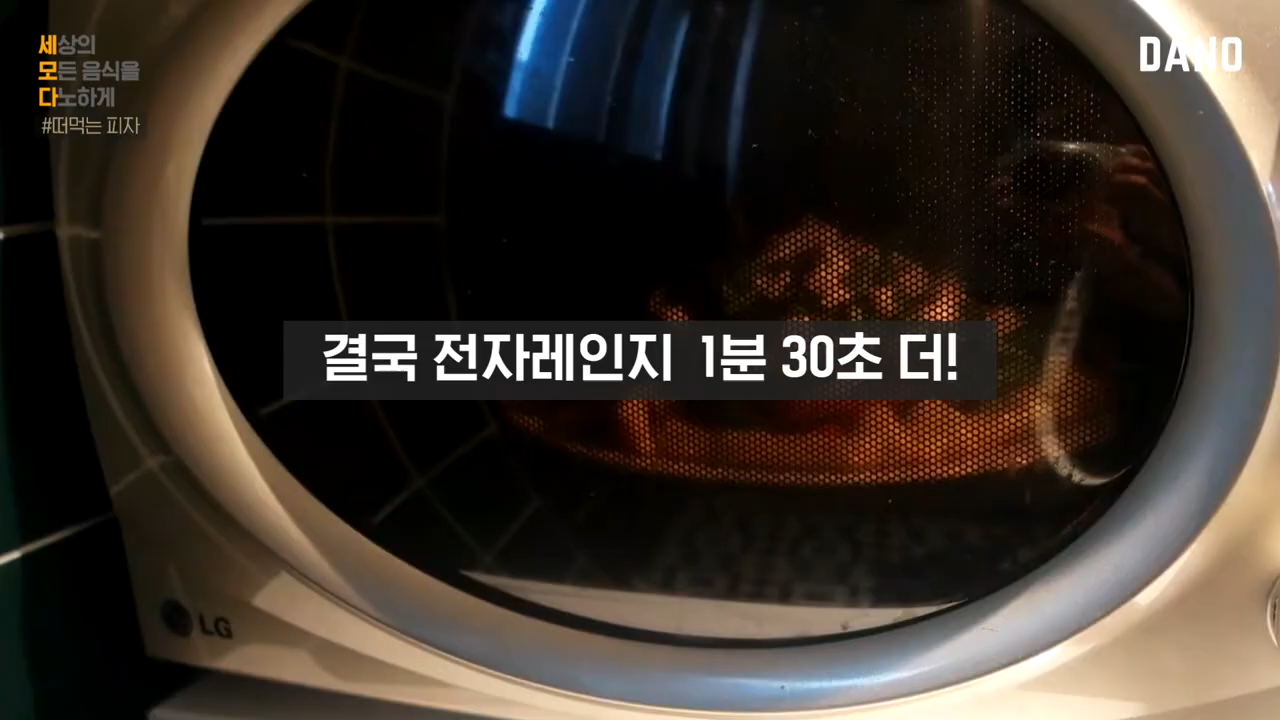 세상의
모든 음식을
다노하게
#떠먹는 피자
DANO
결국 전자레인지 1분 30초 더!
LG